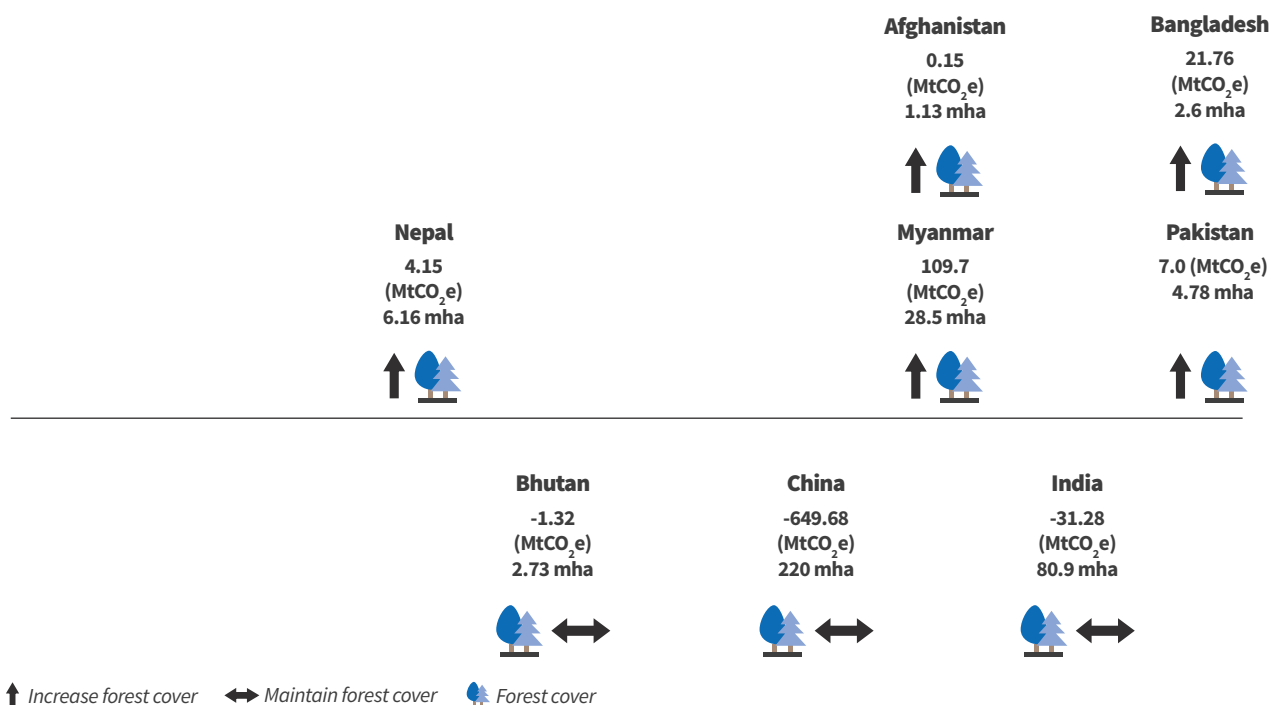 Afghanistan
0.15
(MtCO₂e)
1.13 mha
Bangladesh
21.76
(MtCO₂e)
2.6 mha
Nepal
4.15
(MtCO₂e)
6.16 mha
Myanmar
109.7
(MtCO₂e)
28.5 mha
Pakistan
7.0 (MtCO₂e)
4.78 mha
Bhutan
-1.32
(MtCO₂e)
2.73 mha
China
-649.68
(MtCO₂e)
220 mha
India
-31.28
(MtCO₂e)
80.9 mha
Increase forest cover
Maintain forest cover
Forest cover